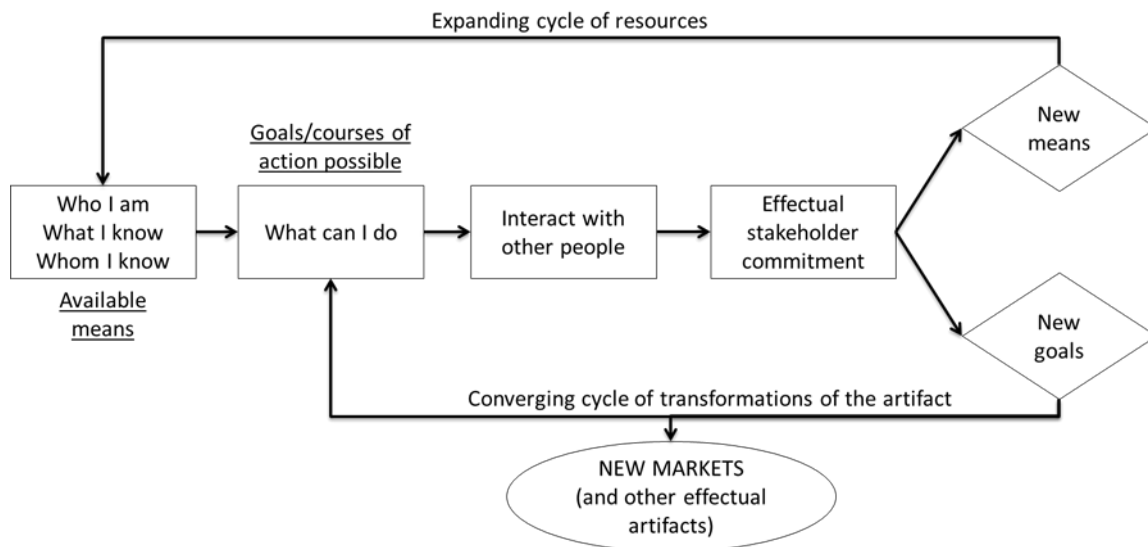 Expanding cycle of resources
New
means
Goals/courses of
action possible
Who I am
What I know
Whom I know
What can I do
Interact with
other people
Effectual
stakeholder
commitment
Available
means
New
goals
Converging cycle of transformations of the artifact
NEW MARKETS
(and other effectual
artifacts)